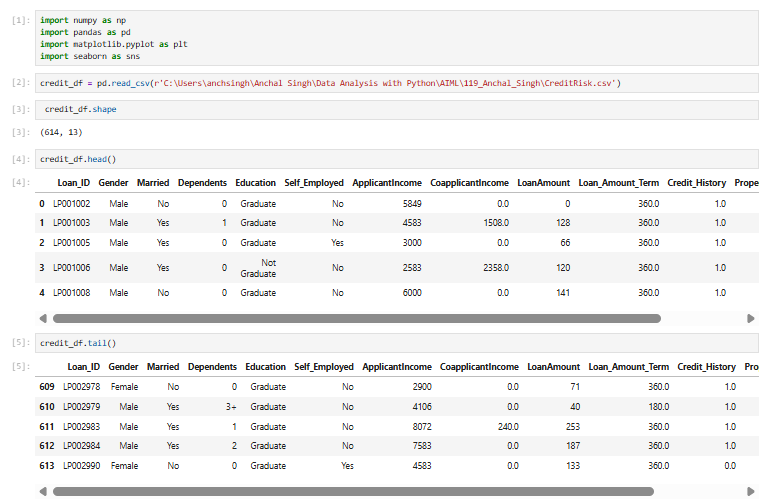 [1]: import numpy as np
import pandas as pd
import matplotlib.pyplot as plt
import seaborn as sns
[2]: credit_df = pd.read_csv(r'C:\Users\anchsingh\Anchal Singh\Data Analysis with Python\AIML\119_Anchal_Singh\CreditRisk.csv')
[3]: credit_df.shape
[3]: (614, 13)
[4]: credit_df.head()
[4]: Loan_ID Gender Married Dependents Education Self_Employed ApplicantIncome CoapplicantIncome LoanAmount Loan_Amount_Term Credit_History Prope
0 LP001002 Male No 0 Graduate No 5849 0.0 0 360.0 1.0
1 LP001003 Male Yes 1 Graduate No 4583 1508.0 128 360.0 1.0
2 LP001005 Male Yes 0 Graduate Yes 3000 0.0 66 360.0 1.0
3 LP001006 Male Yes 0 Not Graduate No 2583 2358.0 120 360.0 1.0
4 LP001008 Male No 0 Graduate No 6000 0.0 141 360.0 1.0
[5]: credit_df.tail()
[5]: Loan_ID Gender Married Dependents Education Self_Employed ApplicantIncome CoapplicantIncome LoanAmount Loan_Amount_Term Credit_History Pro
609 LP002978 Female No 0 Graduate No 2900 0.0 71 360.0 1.0
610 LP002979 Male Yes 3+ Graduate No 4106 0.0 40 180.0 1.0
611 LP002983 Male Yes 1 Graduate No 8072 240.0 253 360.0 1.0
612 LP002984 Male Yes 2 Graduate No 7583 0.0 187 360.0 1.0
613 LP002990 Female No 0 Graduate Yes 4583 0.0 133 360.0 0.0